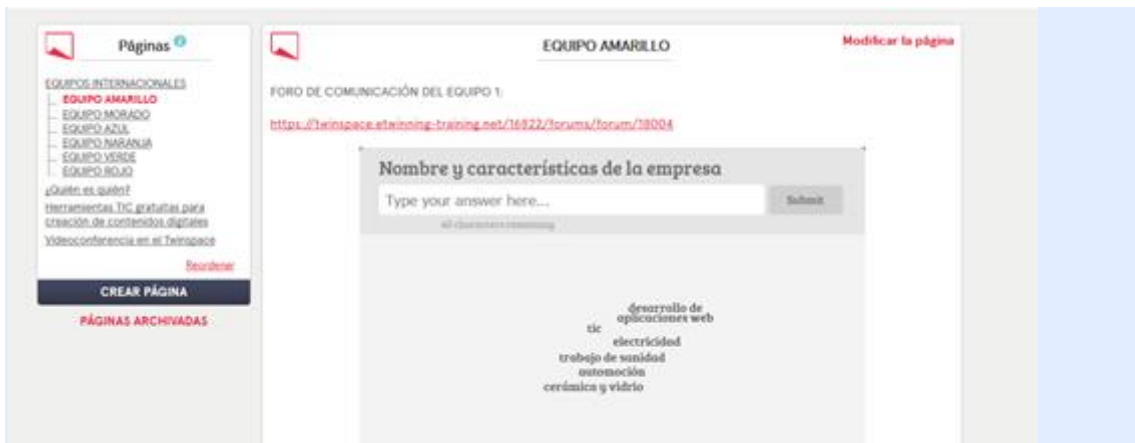 Páginas
EQUIPOS INTERNACIONALES
EQUIPO AMARILLO
EQUIPO MORADO
EQUIPO AZUL
EQUIPO NARANJA
EQUIPO VERDE
EQUIPO ROJO
¿Quién es quién?
Herramientas TIC gratuitas para
creación de contenidos digitales
Videoconferencia en el Twinspace
Reordenar
CREAR PÁGINA
PÁGINAS ARCHIVADAS
EQUIPO AMARILLO
Modificar la página
FORO DE COMUNICACIÓN DEL EQUIPO 1:
https://twinspace.etwinning-training.net/16822/forums/forum/18004
Nombre y características de la empresa
Type your answer here...
Submit
characters remaining
desarrollo de
aplicaciones web
tic
electricidad
trabajo de sanidad
automoción
cerámica y vidrio